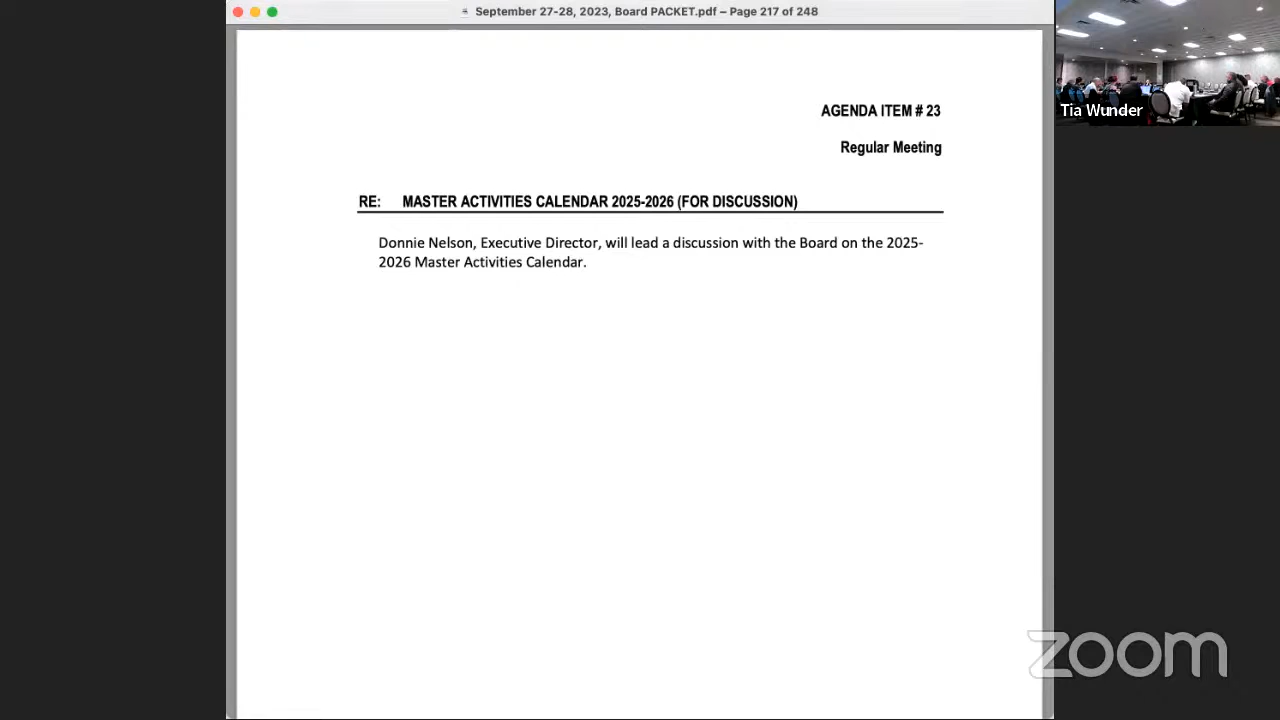 September 27-28, 2023, Board PACKET.pdf – Page 217 of 248
Tia Wunder
AGENDA ITEM # 23
Regular Meeting
RE: MASTER ACTIVITIES CALENDAR 2025-2026 (FOR DISCUSSION)
Donnie Nelson, Executive Director, will lead a discussion with the Board on the 2025-
2026 Master Activities Calendar.
zoom